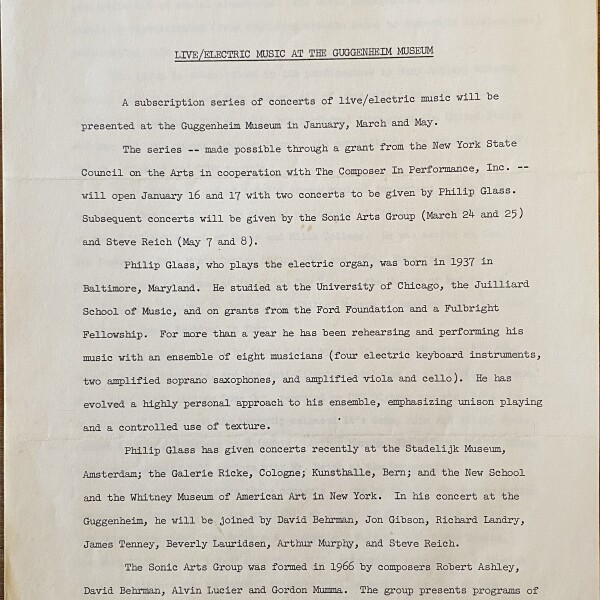 LIVE/ELECTRIC MUSIC AT THE GUGGENHEIM MUSEUM
A subscription series of concerts of live/electric music will be
presented at the Guggenheim Museum in January, March and May.
The series -- made possible through a grant from the New York State
Council on the Arts in cooperation with The Composer In Performance, Inc. --
will open January 16 and 17 with two concerts to be given by Philip Glass.
Subsequent concerts will be given by the Sonic Arts Group (March 24 and 25)
and Steve Reich (May 7 and 8).
Philip Glass, who plays the electric organ, was born in 1937 in
Baltimore, Maryland. He studied at the University of Chicago, the Juilliard
School of Music, and on grants from the Ford Foundation and a Fulbright
Fellowship. For more than a year he has been rehearsing and performing his
music with an ensemble of eight musicians (four electric keyboard instruments,
two amplified soprano saxophones, and amplified viola and cello). He has
evolved a highly personal approach to his ensemble, emphasizing unison playing
and a controlled use of texture.
Philip Glass has given concerts recently at the Stadelijk Museum,
Amsterdam; the Galerie Ricke, Cologne; Kunsthalle, Bern; and the New School
and the Whitney Museum of American Art in New York. In his concert at the
Guggenheim, he will be joined by David Behrman, Jon Gibson, Richard Landry,
James Tenney, Beverly Lauridsen, Arthur Murphy, and Steve Reich.
The Sonic Arts Group was formed in 1966 by composers Robert Ashley,
David Behrman, Alvin Lucier and Gordon Mumma. The group presents programs of